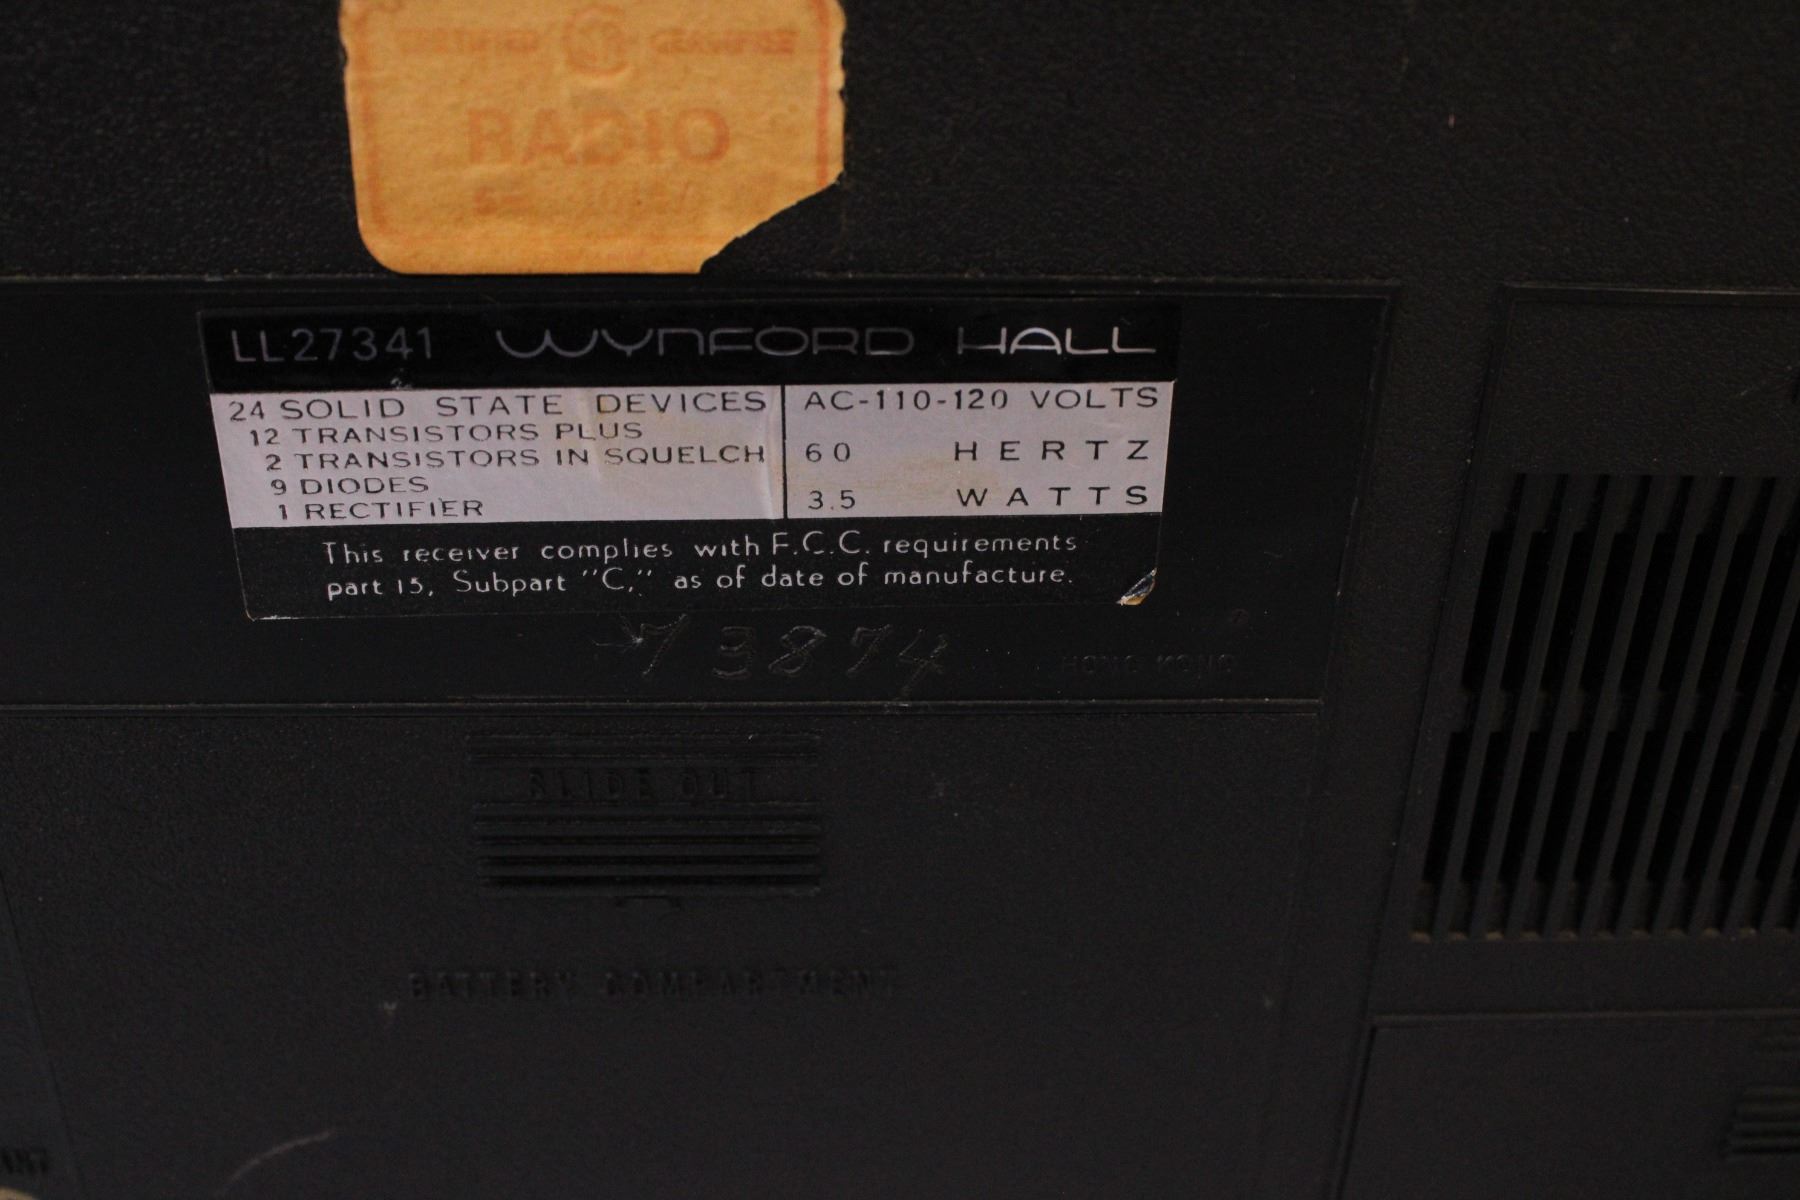 RADIO
LL27341 WYNFORD HALL
24 SOLID STATE DEVICES
12 TRANSISTORS PLUS
2 TRANSISTORS IN SQUELCH
9 DIODES
1 RECTIFIER
AC-110-120 VOLTS
60 HERTZ
3.5 WATTS
This receiver complies with F.C.C. requirements
part 15, Subpart "C," as of date of manufacture.
73874
HONG KONG
SLIDE OUT
BATTERY COMPARTMENT